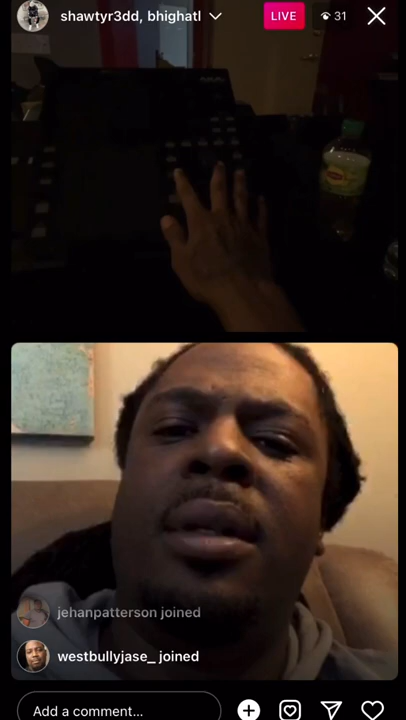 shawtyr3dd, bhighatl
LIVE
31
jehanpatterson joined
westbullyjase_ joined
Add a comment...